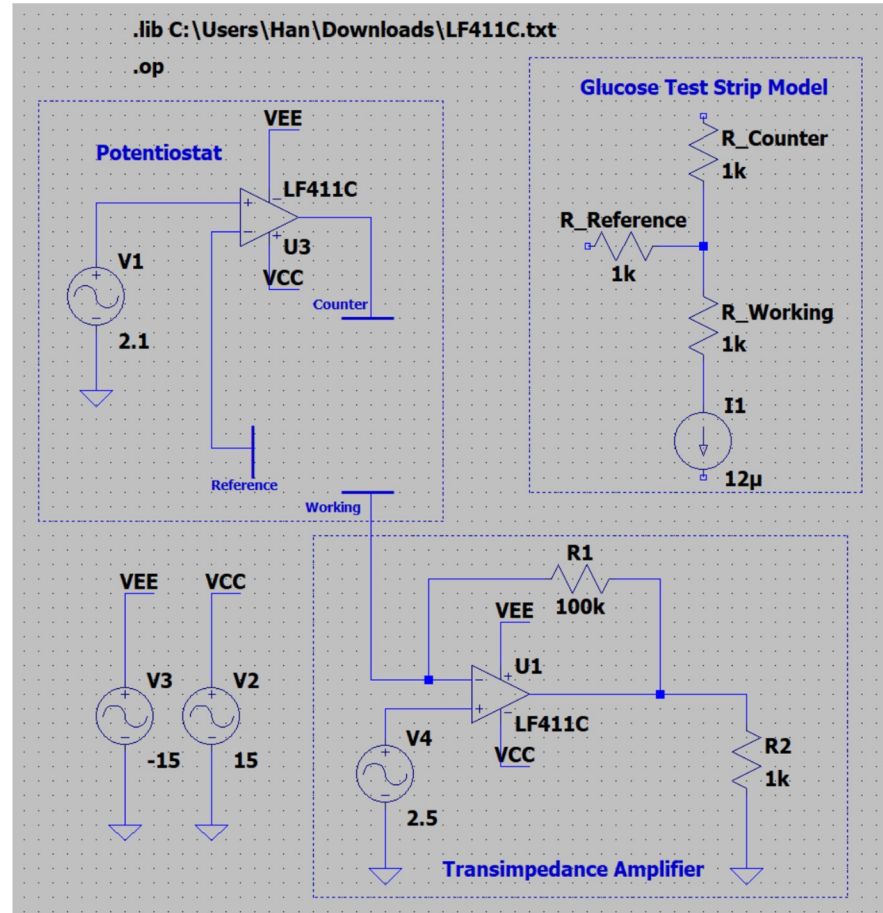 .lib C:\Users\Han\Downloads\LF411C.txt
.op
Glucose Test Strip Model
R_Counter
1k
R_Reference
1k
R_Working
1k
I1
12µ
Potentiostat
VEE
LF411C
+
−
−
+
U3
VCC
V1
+
−
2.1
Counter
Reference
Working
VEE
VCC
V3
+
−
-15
V2
+
−
15
R1
100k
VEE
U1
−
+
+
−
LF411C
VCC
V4
+
−
2.5
R2
1k
Transimpedance Amplifier